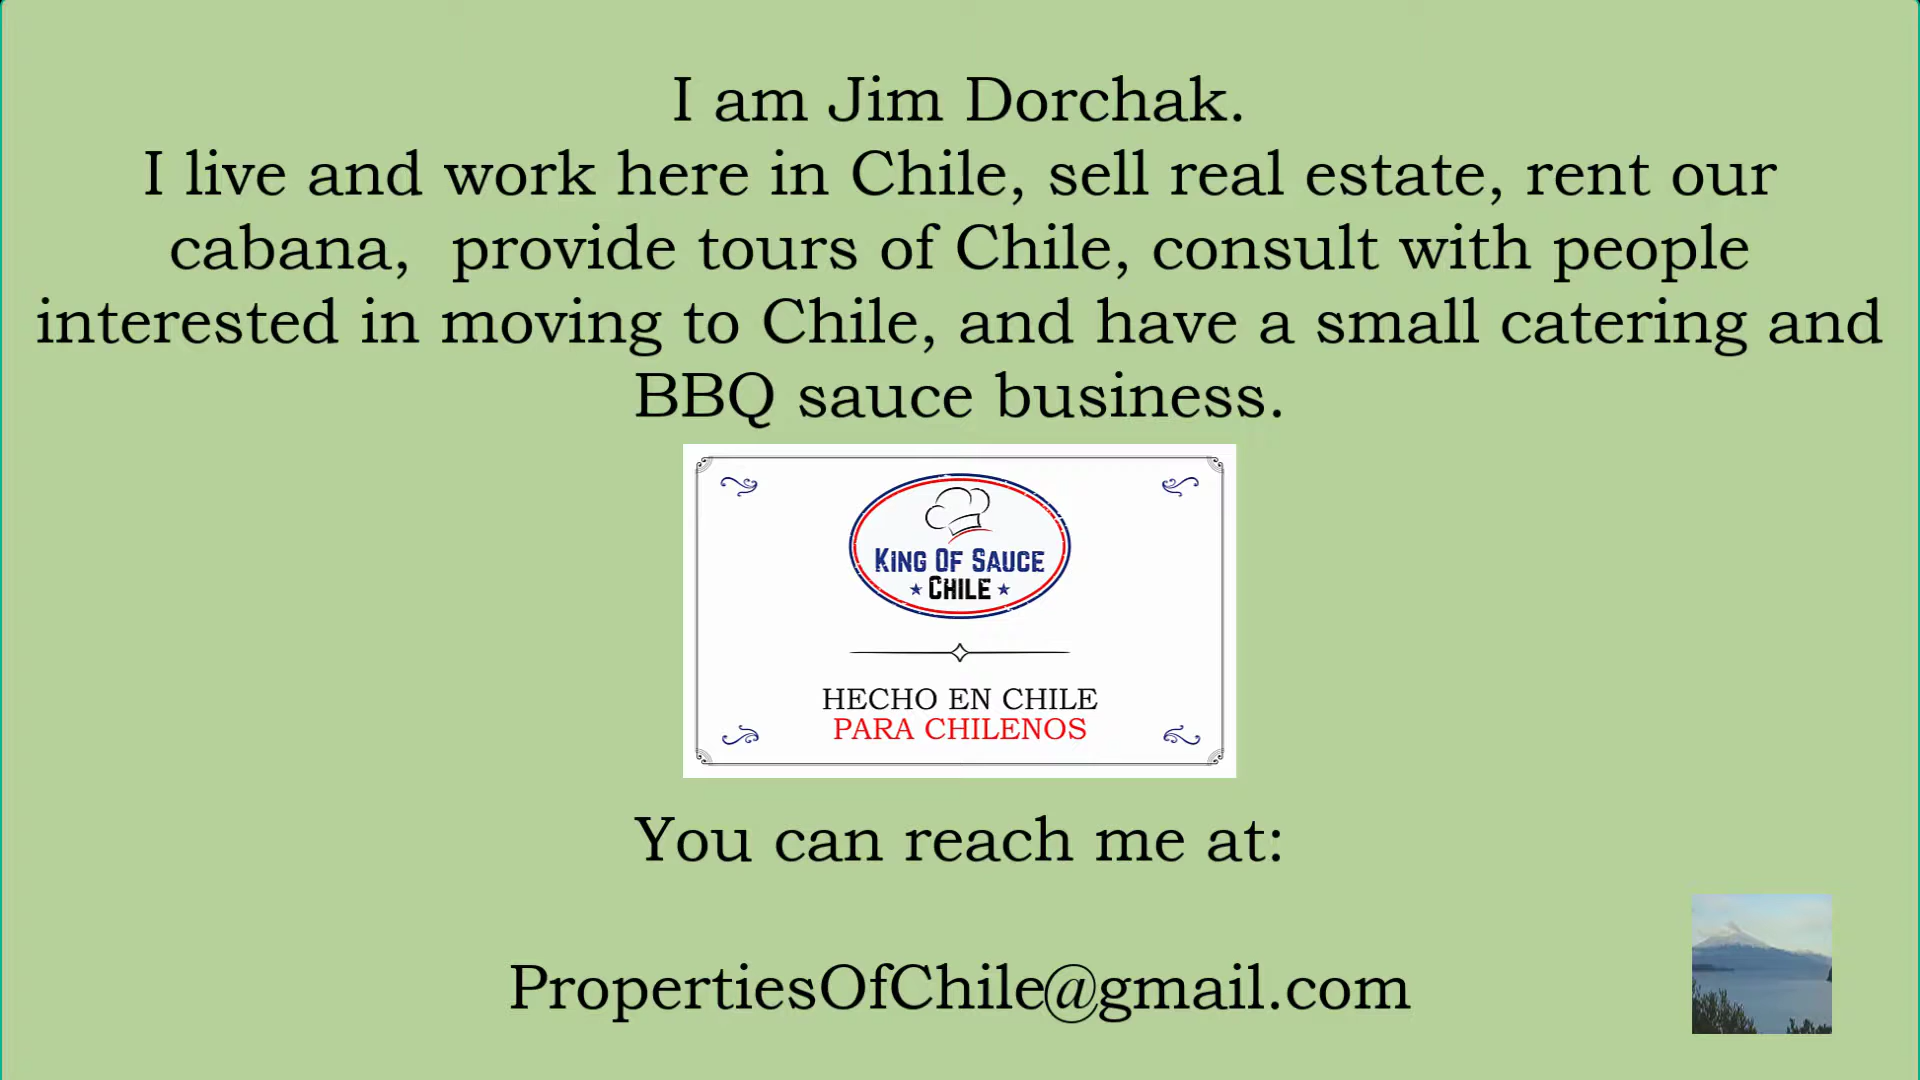 I am Jim Dorchak.
I live and work here in Chile, sell real estate, rent our
cabana,  provide tours of Chile, consult with people
interested in moving to Chile, and have a small catering and
BBQ sauce business.
KING OF SAUCE
CHILE
HECHO EN CHILE
PARA CHILENOS
You can reach me at:
PropertiesOfChile@gmail.com